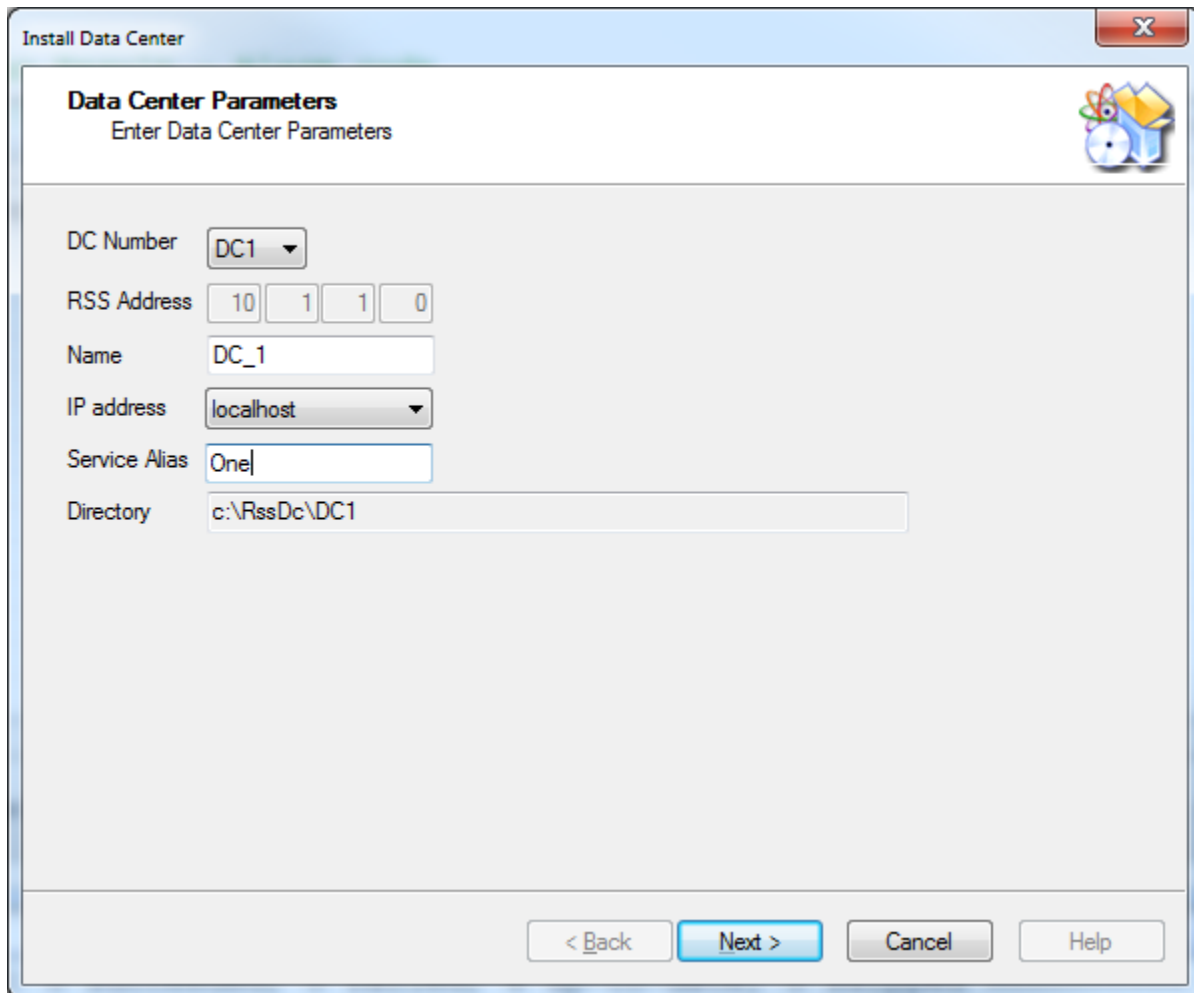 Install Data Center
Data Center Parameters
Enter Data Center Parameters
DC Number DC1
RSS Address 10 1 1 0
Name DC_1
IP address localhost
Service Alias One
Directory c:\RssDc\DC1
< Back Next > Cancel Help